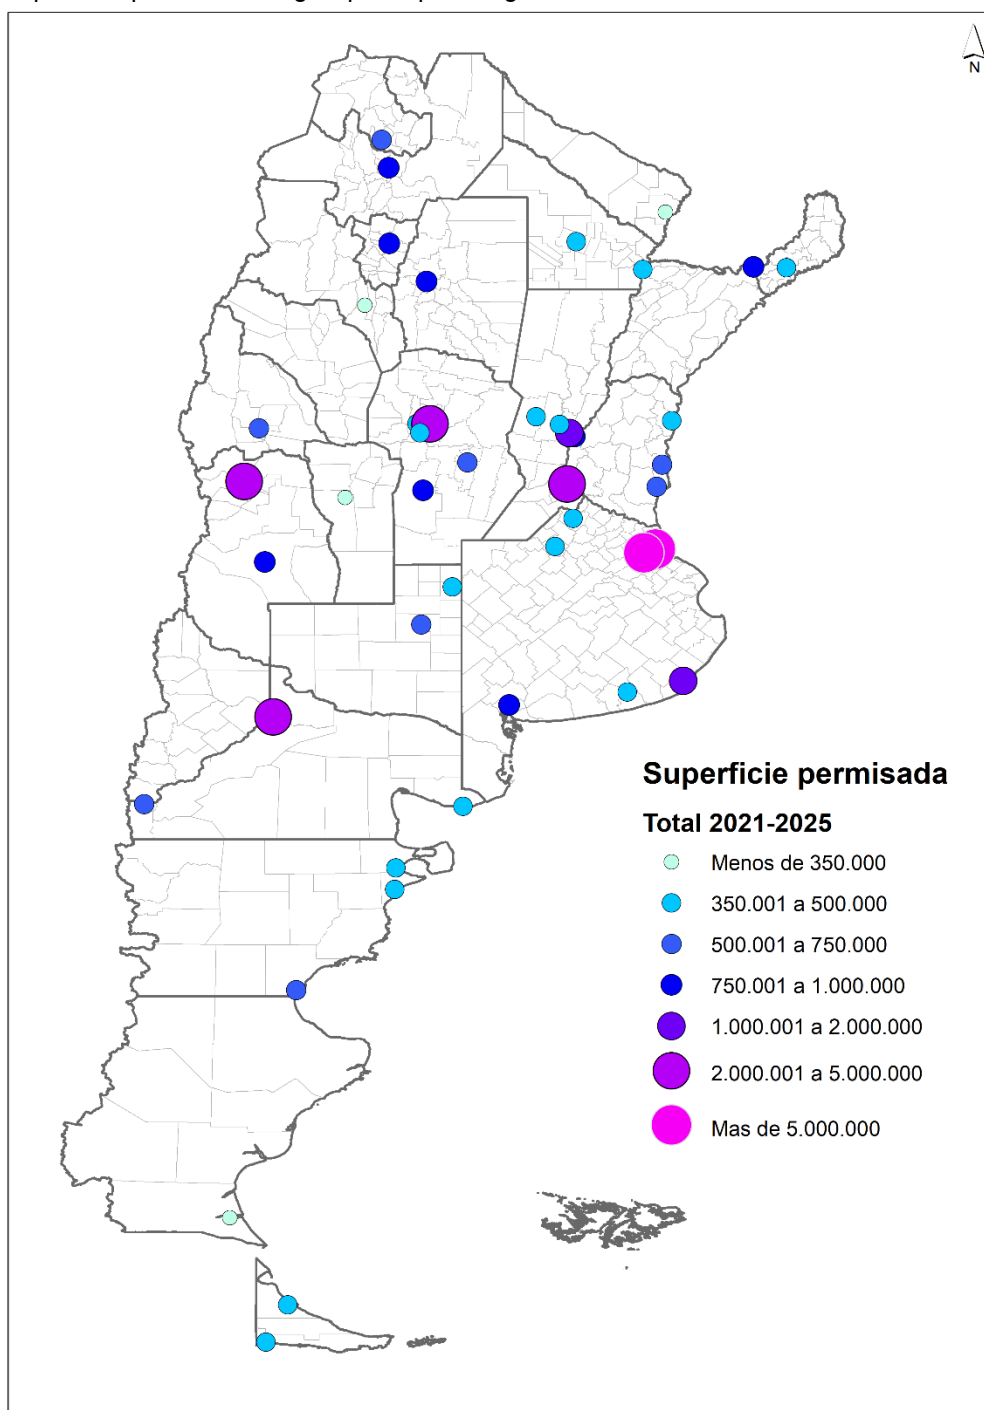 N
Superficie permisada
Total 2021-2025
Menos de 350.000
350.001 a 500.000
500.001 a 750.000
750.001 a 1.000.000
1.000.001 a 2.000.000
2.000.001 a 5.000.000
Mas de 5.000.000